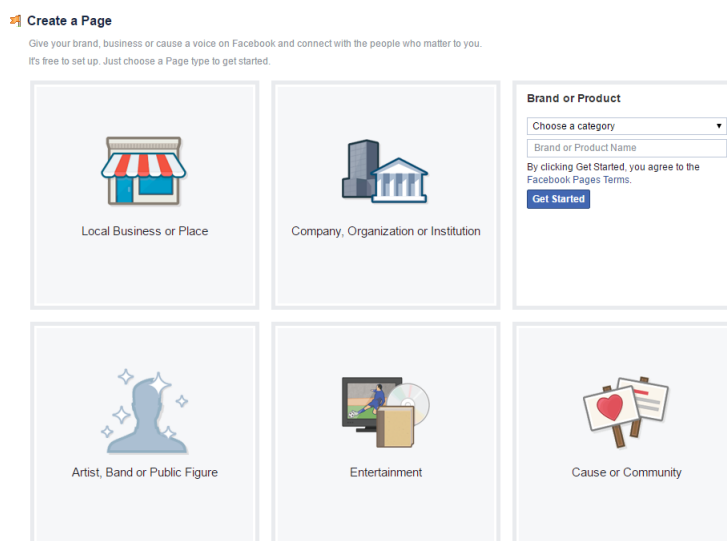 Create a Page
Give your brand, business or cause a voice on Facebook and connect with the people who matter to you.
It's free to set up. Just choose a Page type to get started.
Local Business or Place
Company, Organization or Institution
Brand or Product
Choose a category
Brand or Product Name
By clicking Get Started, you agree to the
Facebook Pages Terms.
Get Started
Artist, Band or Public Figure
Entertainment
Cause or Community